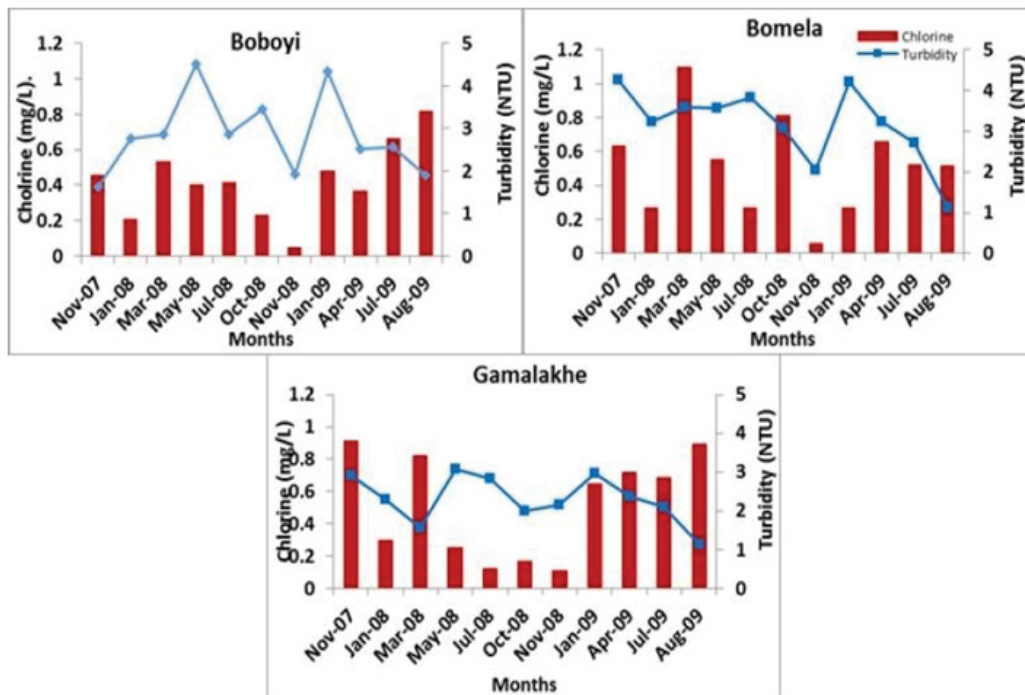 Boboyi
Cholrine (mg/L).
1.2
1
0.8
0.6
0.4
0.2
0
5
4
3
2
1
0
Turbidity (NTU)
Nov-07
Jan-08
Mar-08
May-08
Jul-08
Oct-08
Nov-08
Jan-09
Apr-09
Jul-09
Aug-09
Months
Bomela
Chlorine
Turbidity
Chlorine (mg/L)
1.2
1
0.8
0.6
0.4
0.2
0
5
4
3
2
1
0
Turbidity (NTU)
Nov-07
Jan-08
Mar-08
May-08
Jul-08
Oct-08
Nov-08
Jan-09
Apr-09
Jul-09
Aug-09
Months
Gamalakhe
Chlorine (mg/L)
1.2
1
0.8
0.6
0.4
0.2
0
5
4
3
2
1
0
Turbidity (NTU)
Nov-07
Jan-08
Mar-08
May-08
Jul-08
Oct-08
Nov-08
Jan-09
Apr-09
Jul-09
Aug-09
Months